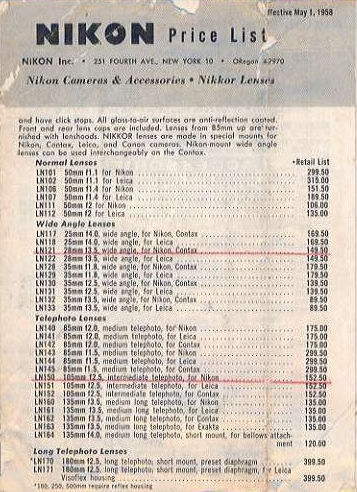 ffective May 1, 1958
NIKON Price List
NIKON Inc. • 251 FOURTH AVE., NEW YORK 10 • ORegon 4-7970
Nikon Cameras & Accessories • Nikkor Lenses
and have click stops. All glass-to-air surfaces are anti-reflection coated.
Front and rear lens caps are included. Lenses from 85mm up are fur-
nished with lenshoods. NIKKOR lenses are made in special mounts for
Nikon, Contax, Leica, and Canon cameras. Nikon-mount wide angle
lenses can be used interchangeably on the Contax.
Normal Lenses •Retail List
LN101 50mm f1.1 for Nikon 299.50
LN102 50mm f1.1 for Leica 315.00
LN106 50mm f1.4 for Nikon 151.50
LN107 50mm f1.4 for Leica 189.50
LN111 50mm f2 for Nikon 106.00
LN112 50mm f2 for Leica 135.00
Wide Angle Lenses
LN117 25mm f4.0, wide angle, for Nikon, Contax 169.50
LN118 25mm f4.0, wide angle, for Leica 169.50
LN121 28mm f3.5, wide angle, for Nikon, Contax 149.50
LN122 28mm f3.5, wide angle, for Leica 149.50
LN128 35mm f1.8, wide angle, for Nikon, Contax 179.50
LN129 35mm f1.8, wide angle, for Leica 179.50
LN130 35mm f2.5, wide angle, for Nikon, Contax 139.50
LN131 35mm f2.5, wide angle, for Leica 139.50
LN132 35mm f3.5, wide angle, for Nikon, Contax 89.50
LN133 35mm f3.5, wide angle, for Leica 89.50
Telephoto Lenses
LN140 85mm f2.0, medium telephoto, for Nikon 175.00
LN141 85mm f2.0, medium telephoto, for Leica 175.00
LN142 85mm f2.0, medium telephoto, for Contax 175.00
LN143 85mm f1.5, medium telephoto, for Nikon 299.50
LN144 85mm f1.5, medium telephoto, for Leica 299.50
LN145 85mm f1.5, medium telephoto, for Contax 299.50
LN150 105mm f2.5, intermediate telephoto, for Nikon 152.50
LN151 105mm f2.5, intermediate telephoto, for Leica 152.50
LN152 105mm f2.5, intermediate telephoto, for Contax 152.50
LN160 135mm f3.5, medium long telephoto, for Nikon 135.00
LN161 135mm f3.5, medium long telephoto, for Leica 135.00
LN162 135mm f3.5, medium long telephoto, for Contax 135.00
LN163 135mm f3.5, medium long telephoto, for Exakta 135.00
LN164 135mm f4.0, medium long telephoto, short mount, for bellows attach-
ment 120.00
Long Telephoto Lenses
LN170 180mm f2.5, long telephoto, short mount, preset diaphragm 399.50
LN171 180mm f2.5, long telephoto, short mount, preset diaphragm, for Leica
Visoflex housing 399.50
*180, 250, 500mm require reflex housing